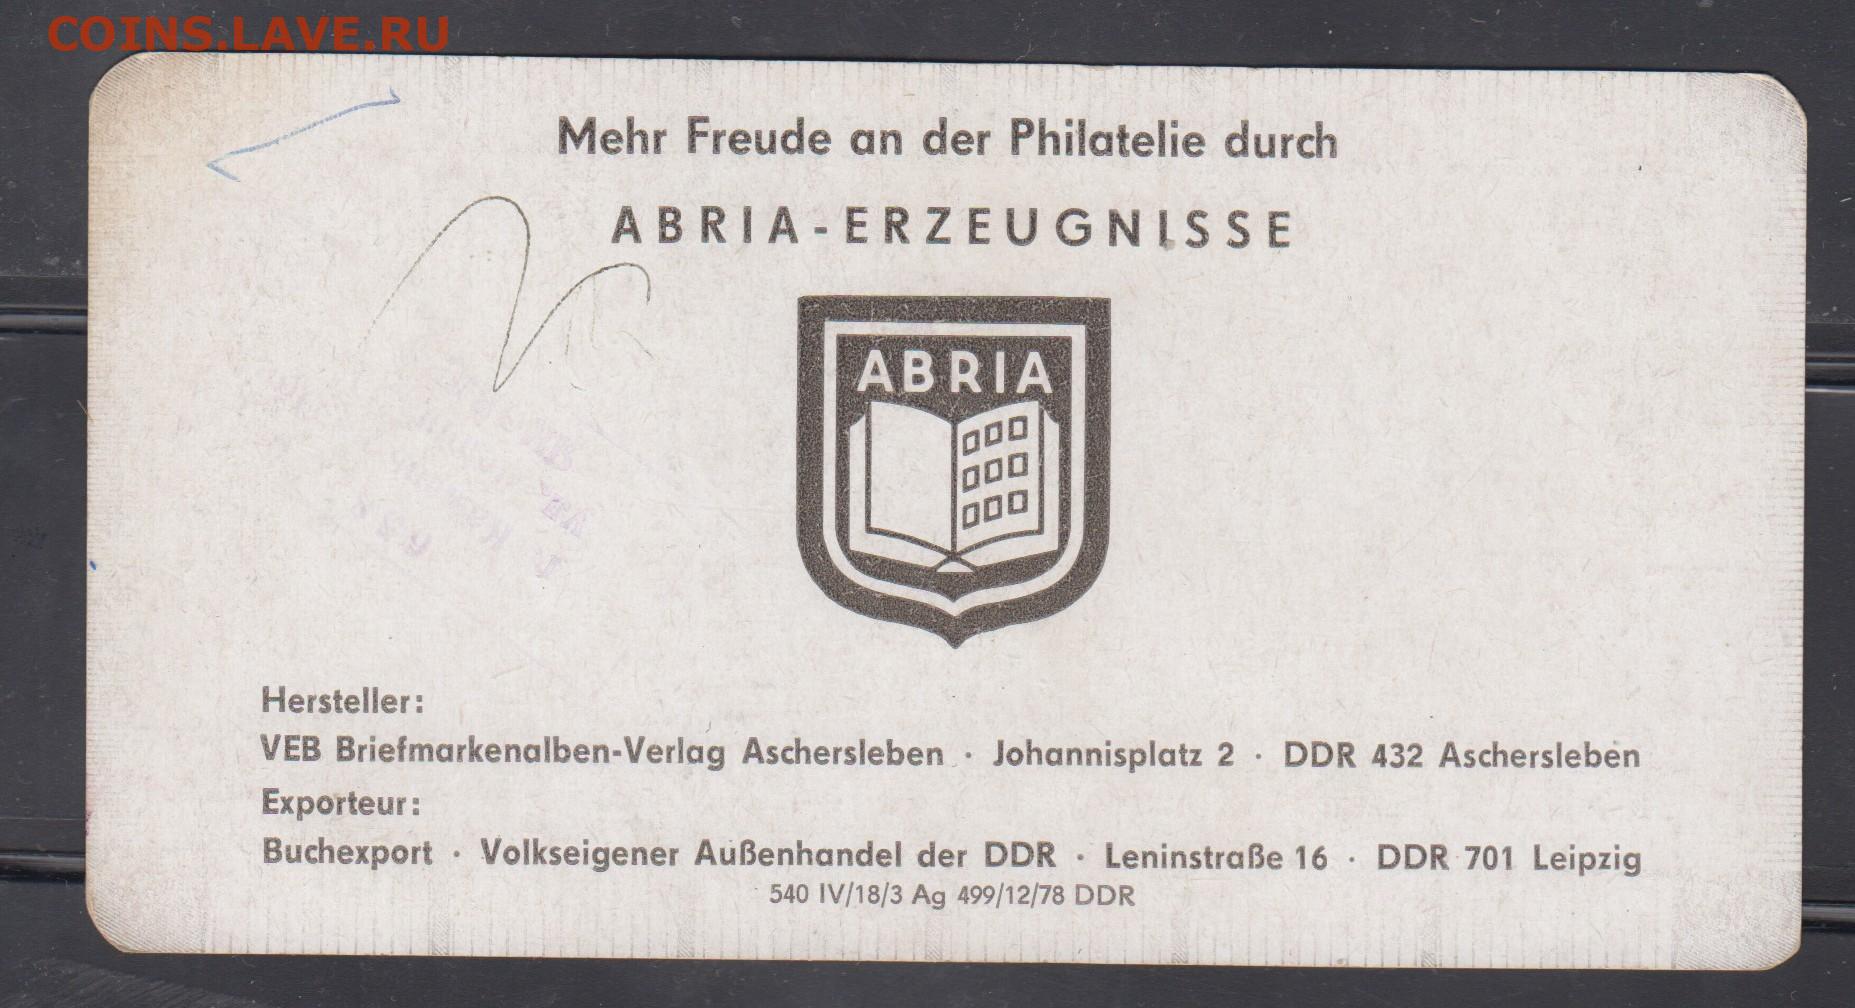 COINS.LAVE.RU
Mehr Freude an der Philatelie durch
ABRIA-ERZEUGNISSE
ABRIA
Hersteller:
VEB Briefmarkenalben-Verlag Aschersleben · Johannisplatz 2 · DDR 432 Aschersleben
Exporteur:
Buchexport · Volkseigener Außenhandel der DDR · Leninstraße 16 · DDR 701 Leipzig
540 IV/18/3 Ag 499/12/78 DDR